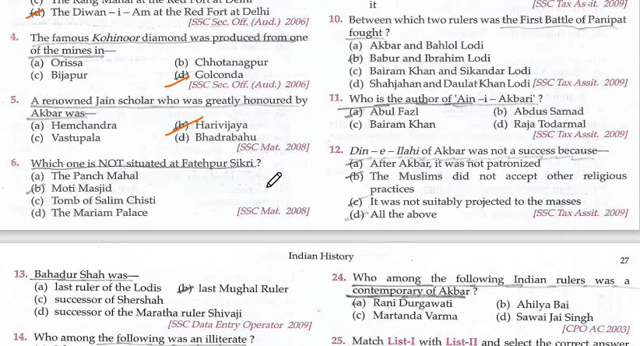 (c) The Rang Mahal at the Red Fort at Delhi
(d) The Diwan – i – Am at the Red Fort at Delhi
[SSC Sec. Off. (Aud.) 2006]
4. The famous Kohinoor diamond was produced from one
of the mines in—
(a) Orissa (b) Chhotanagpur
(c) Bijapur (d) Golconda
[SSC Sec. Off. (Aud.) 2006]
5. A renowned Jain scholar who was greatly honoured by
Akbar was—
(a) Hemchandra (b) Harivijaya
(c) Vastupala (d) Bhadrabahu
[SSC Mat. 2008]
6. Which one is NOT situated at Fatehpur Sikri ?
(a) The Panch Mahal
(b) Moti Masjid
(c) Tomb of Salim Chisti
(d) The Mariam Palace [SSC Mat. 2008]
it [SSC Tax Assit. 2009]
10. Between which two rulers was the First Battle of Panipat
fought ?
(a) Akbar and Bahlol Lodi
(b) Babur and Ibrahim Lodi
(c) Bairam Khan and Sikandar Lodi
(d) Shahjahan and Daulat Khan Lodi [SSC Tax Assit. 2009]
11. Who is the author of 'Ain –i – Akbari' ?
(a) Abul Fazl (b) Abdus Samad
(c) Bairam Khan (d) Raja Todarmal
[SSC Tax Assit. 2009]
12. Din – e – Ilahi of Akbar was not a success because—
(a) After Akbar, it was not patronized
(b) The Muslims did not accept other religious
practices
(c) It was not suitably projected to the masses
(d) All the above [SSC Tax Assit. 2009]
Indian History 27
13. Bahadur Shah was—
(a) last ruler of the Lodis (b) last Mughal Ruler
(c) successor of Shershah
(d) successor of the Maratha ruler Shivaji
[SSC Data Entry Operator 2009]
14. Who among the following was an illiterate ?
24. Who among the following Indian rulers was a
contemporary of Akbar ?
(a) Rani Durgawati (b) Ahilya Bai
(c) Martanda Varma (d) Sawai Jai Singh
[CPO AC 2003]
25. Match List-I with List-II and select the correct answer